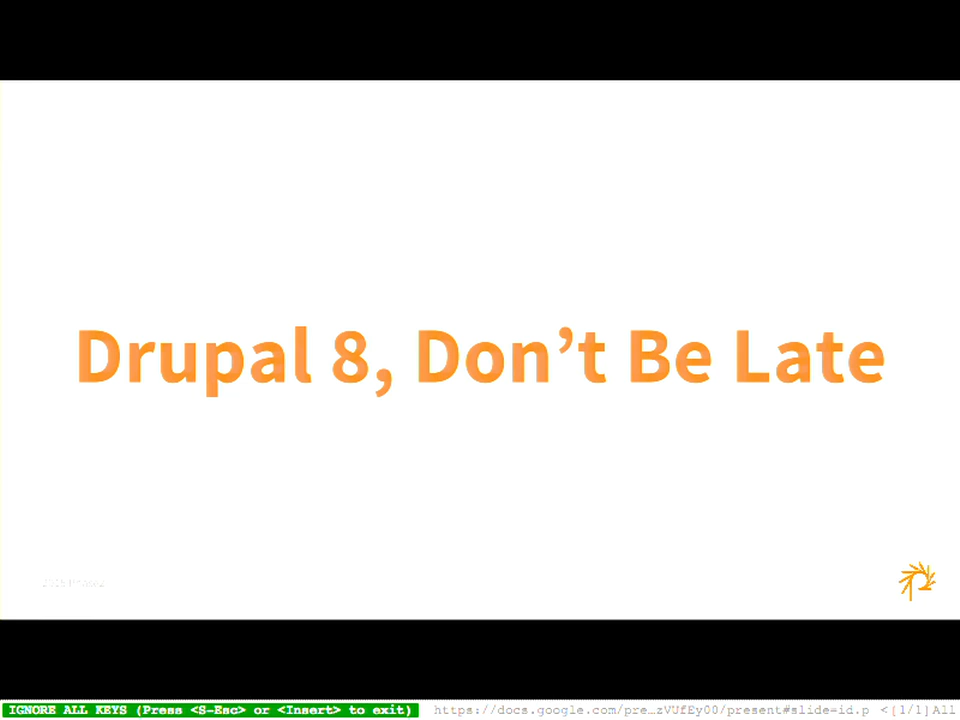 Drupal 8, Don’t Be Late
IGNORE ALL KEYS (Press <S-Esc> or <Insert> to exit) https://docs.google.com/pre…zVUfEy00/present#slide=id.p <{1/1]All